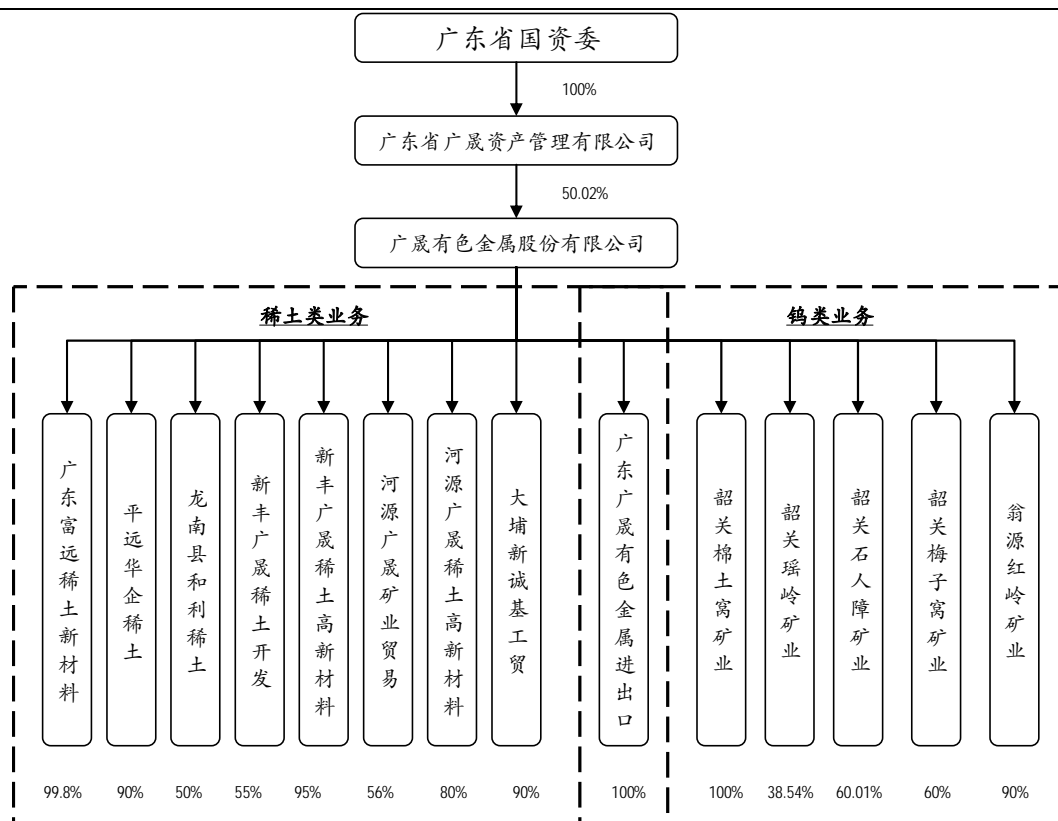 广东省国资委
100%
广东省广晟资产管理有限公司
50.02%
广晟有色金属股份有限公司
稀土类业务
钨类业务
广东富远稀土新材料
平远华企稀土
龙南县和利稀土
新丰广晟稀土开发
新丰广晟稀土高新材料
河源广晟矿业贸易
河源广晟稀土高新材料
大埔新诚基工贸
广东广晟有色金属进出口
韶关棉土窝矿业
韶关瑶岭矿业
韶关石人障矿业
韶关梅子窝矿业
翁源红岭矿业
99.8% 90% 50% 55% 95% 56% 80% 90% 100% 100% 38.54% 60.01% 60% 90%